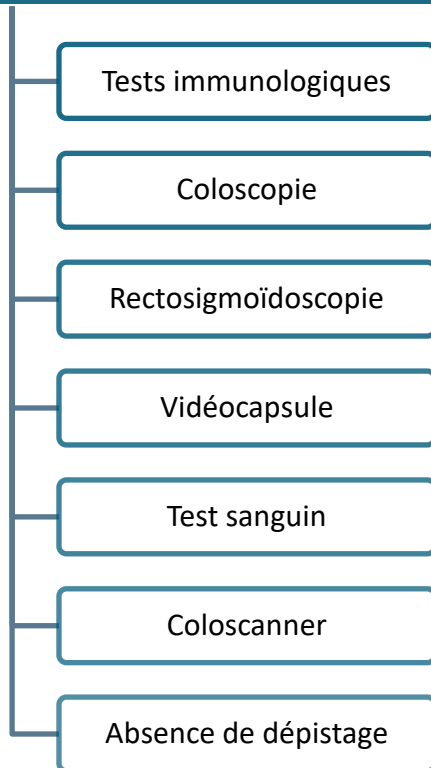 Tests immunologiques
Coloscopie
Rectosigmoïdoscopie
Vidéocapsule
Test sanguin
Coloscanner
Absence de dépistage